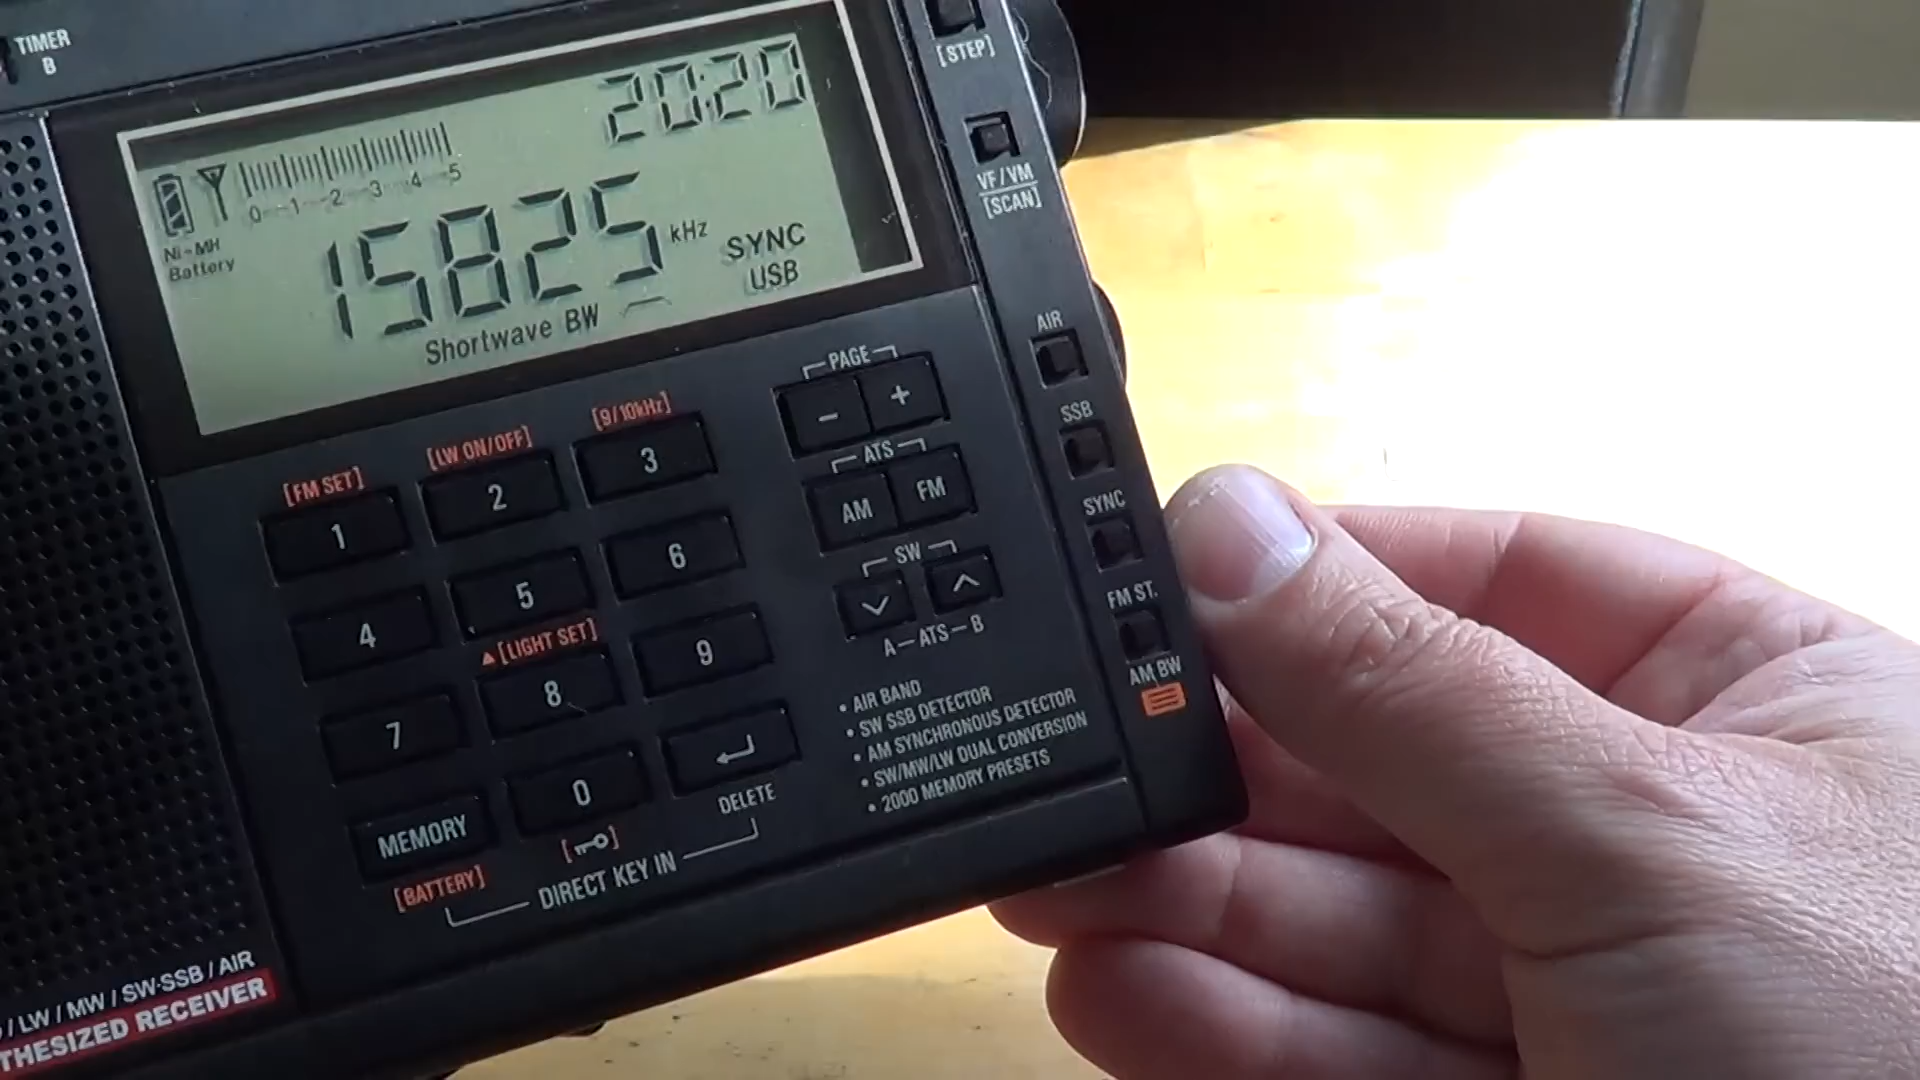 TIMER
B
[STEP]
20:20
0--1--2--3--4--5
VF/VM
[SCAN]
Ni-MH
Battery
15825 kHz
SYNC
USB
Shortwave BW
AIR
PAGE
- +
SSB
[FM SET]
[LW ON/OFF]
[9/10kHz]
1 2 3
ATS
AM FM
SYNC
4 5 6
SW
A-ATS-B
FM ST.
▲[LIGHT SET]
7 8 9
AM BW
• AIR BAND
• SW SSB DETECTOR
• AM SYNCHRONOUS DETECTOR
• SW/MW/LW DUAL CONVERSION
• 2000 MEMORY PRESETS
MEMORY 0
DELETE
[BATTERY]
DIRECT KEY IN
/ LW / MW / SW-SSB / AIR
THESIZED RECEIVER